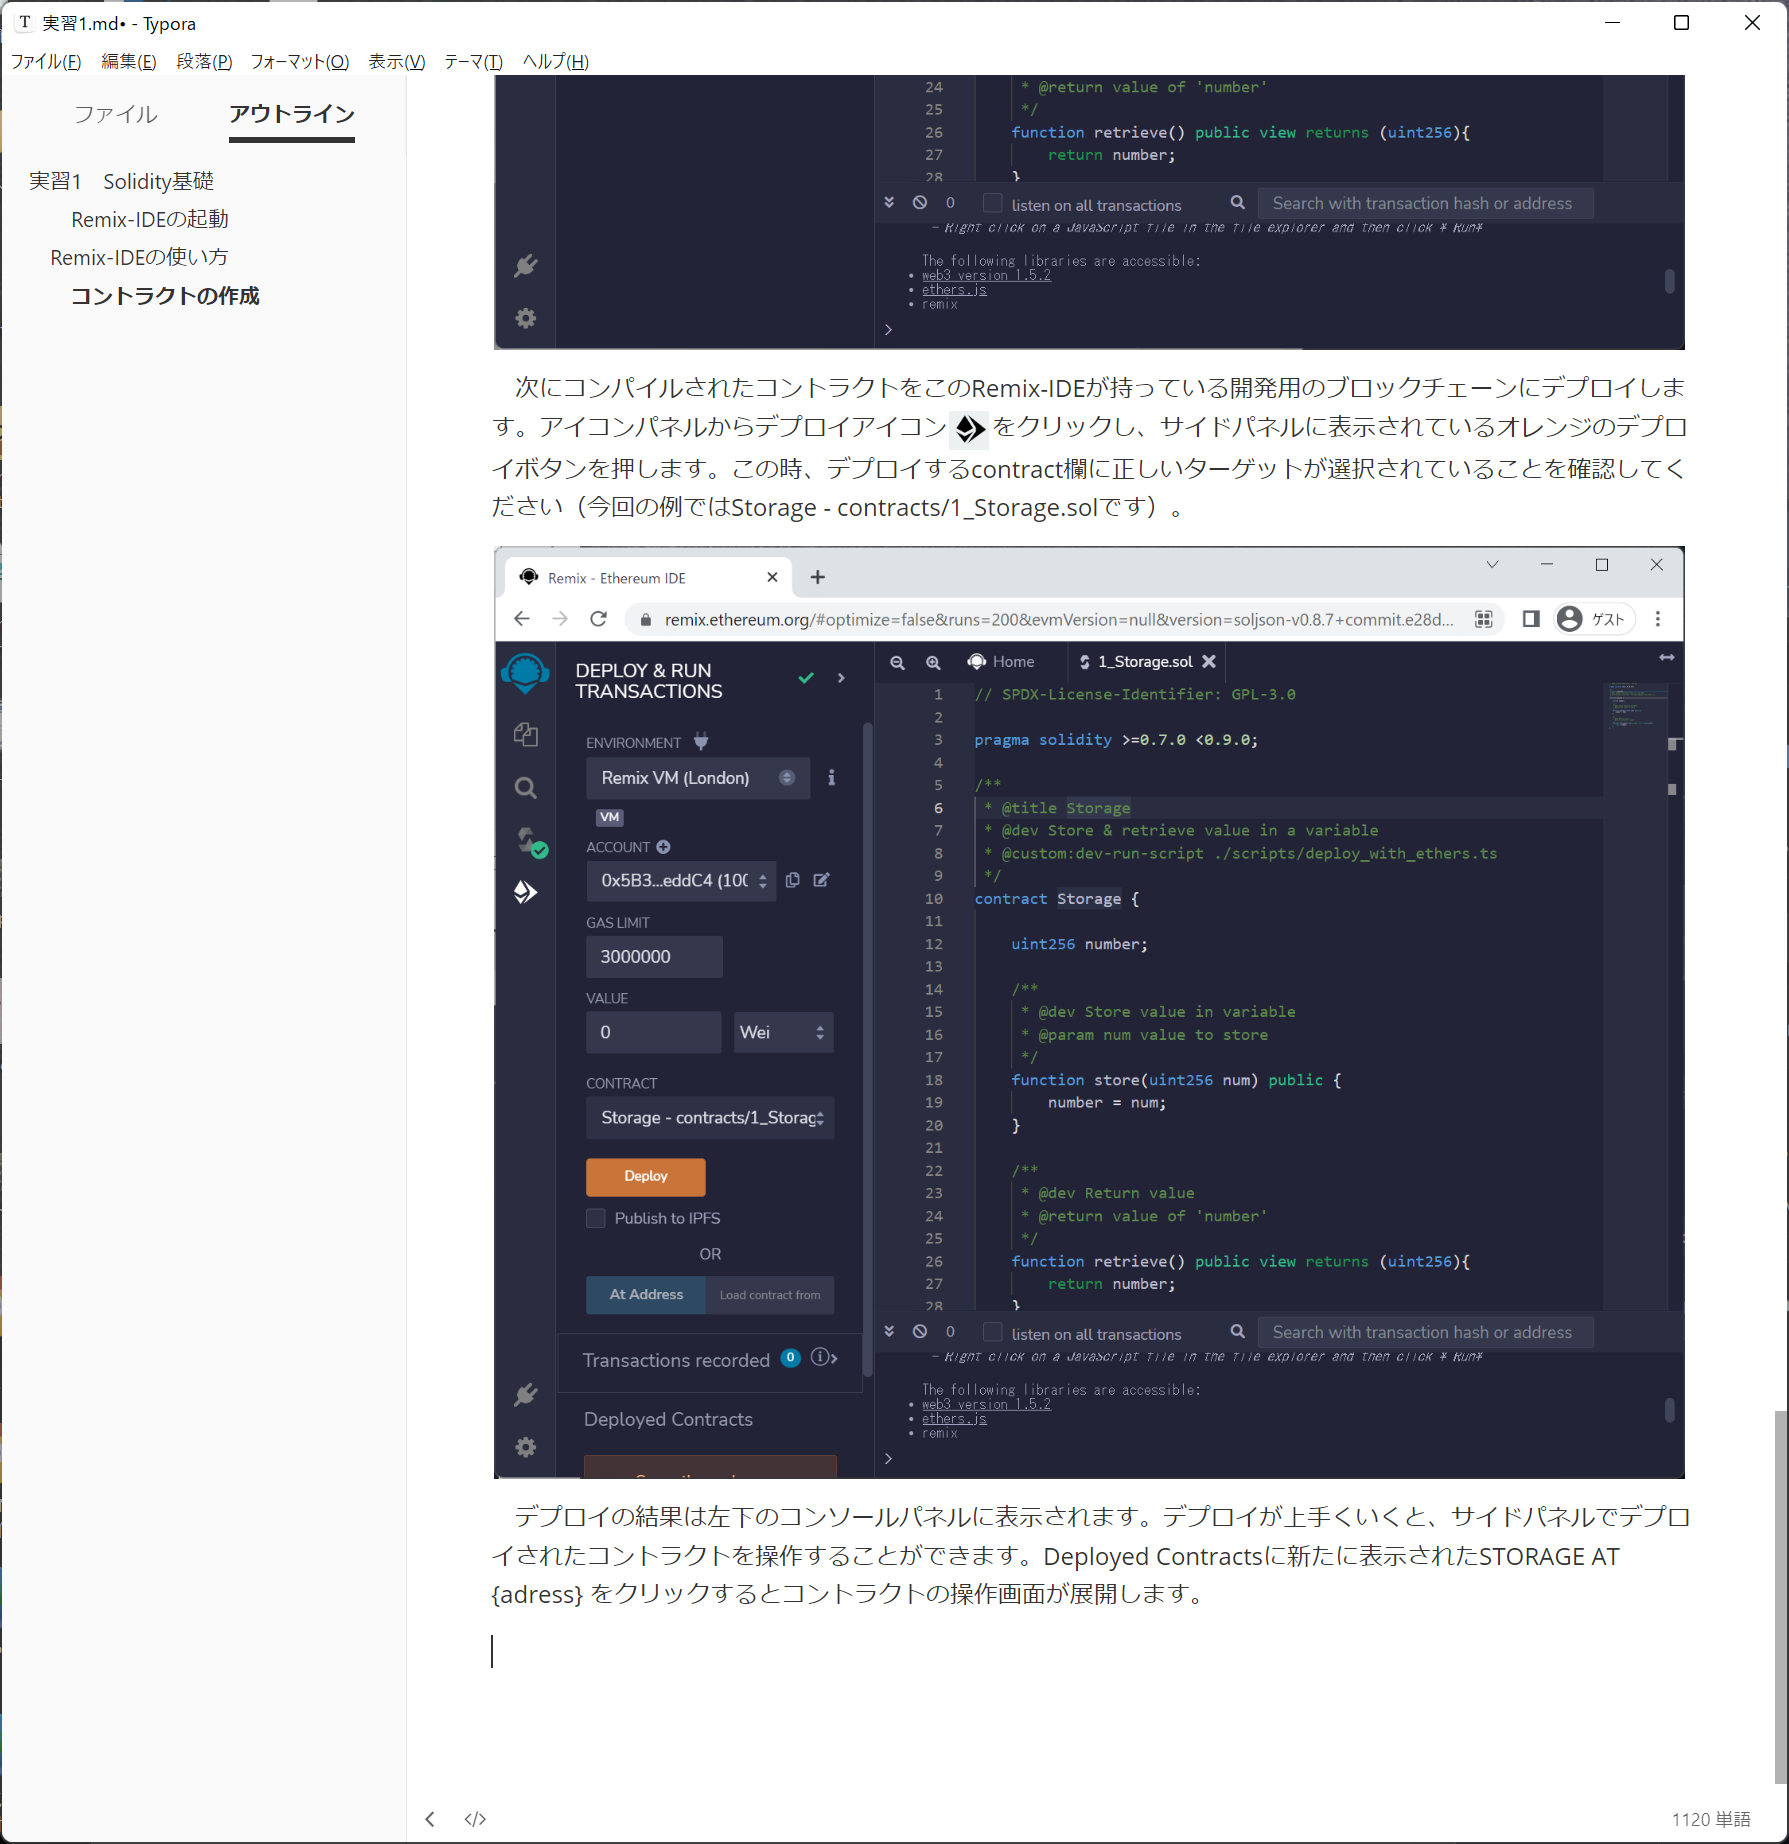 T 実習1.md• - Typora
ファイル(F) 編集(E) 段落(P) フォーマット(O) 表示(V) テーマ(T) ヘルプ(H)
ファイル アウトライン
実習1　Solidity基礎
Remix-IDEの起動
Remix-IDEの使い方
コントラクトの作成
24 * @return value of 'number'
25 */
26 function retrieve() public view returns (uint256){
27 return number;
28 }
0 listen on all transactions Search with transaction hash or address
- Right click on a JavaScript file in the file explorer and then click ¥ Run¥
The following libraries are accessible:
• web3 version 1.5.2
• ethers.js
• remix
>
次にコンパイルされたコントラクトをこのRemix-IDEが持っている開発用のブロックチェーンにデプロイしま
す。アイコンパネルからデプロイアイコン をクリックし、サイドパネルに表示されているオレンジのデプロ
イボタンを押します。この時、デプロイするcontract欄に正しいターゲットが選択されていることを確認してく
ださい（今回の例ではStorage - contracts/1_Storage.solです）。
Remix - Ethereum IDE
remix.ethereum.org/#optimize=false&runs=200&evmVersion=null&version=soljson-v0.8.7+commit.e28d... ゲスト
DEPLOY & RUN
TRANSACTIONS
ENVIRONMENT
Remix VM (London)
VM
ACCOUNT
0x5B3...eddC4 (100
GAS LIMIT
3000000
VALUE
0 Wei
CONTRACT
Storage - contracts/1_Storag
Deploy
Publish to IPFS
OR
At Address Load contract from
Transactions recorded 0
Deployed Contracts
Home 1_Storage.sol
1 // SPDX-License-Identifier: GPL-3.0
2
3 pragma solidity >=0.7.0 <0.9.0;
4
5 /**
6 * @title Storage
7 * @dev Store & retrieve value in a variable
8 * @custom:dev-run-script ./scripts/deploy_with_ethers.ts
9 */
10 contract Storage {
11
12 uint256 number;
13
14 /**
15 * @dev Store value in variable
16 * @param num value to store
17 */
18 function store(uint256 num) public {
19 number = num;
20 }
21
22 /**
23 * @dev Return value
24 * @return value of 'number'
25 */
26 function retrieve() public view returns (uint256){
27 return number;
28 }
0 listen on all transactions Search with transaction hash or address
- Right click on a JavaScript file in the file explorer and then click ¥ Run¥
The following libraries are accessible:
• web3 version 1.5.2
• ethers.js
• remix
>
デプロイの結果は左下のコンソールパネルに表示されます。デプロイが上手くいくと、サイドパネルでデプロ
イされたコントラクトを操作することができます。Deployed Contractsに新たに表示されたSTORAGE AT
{adress} をクリックするとコントラクトの操作画面が展開します。
</> 1120 単語